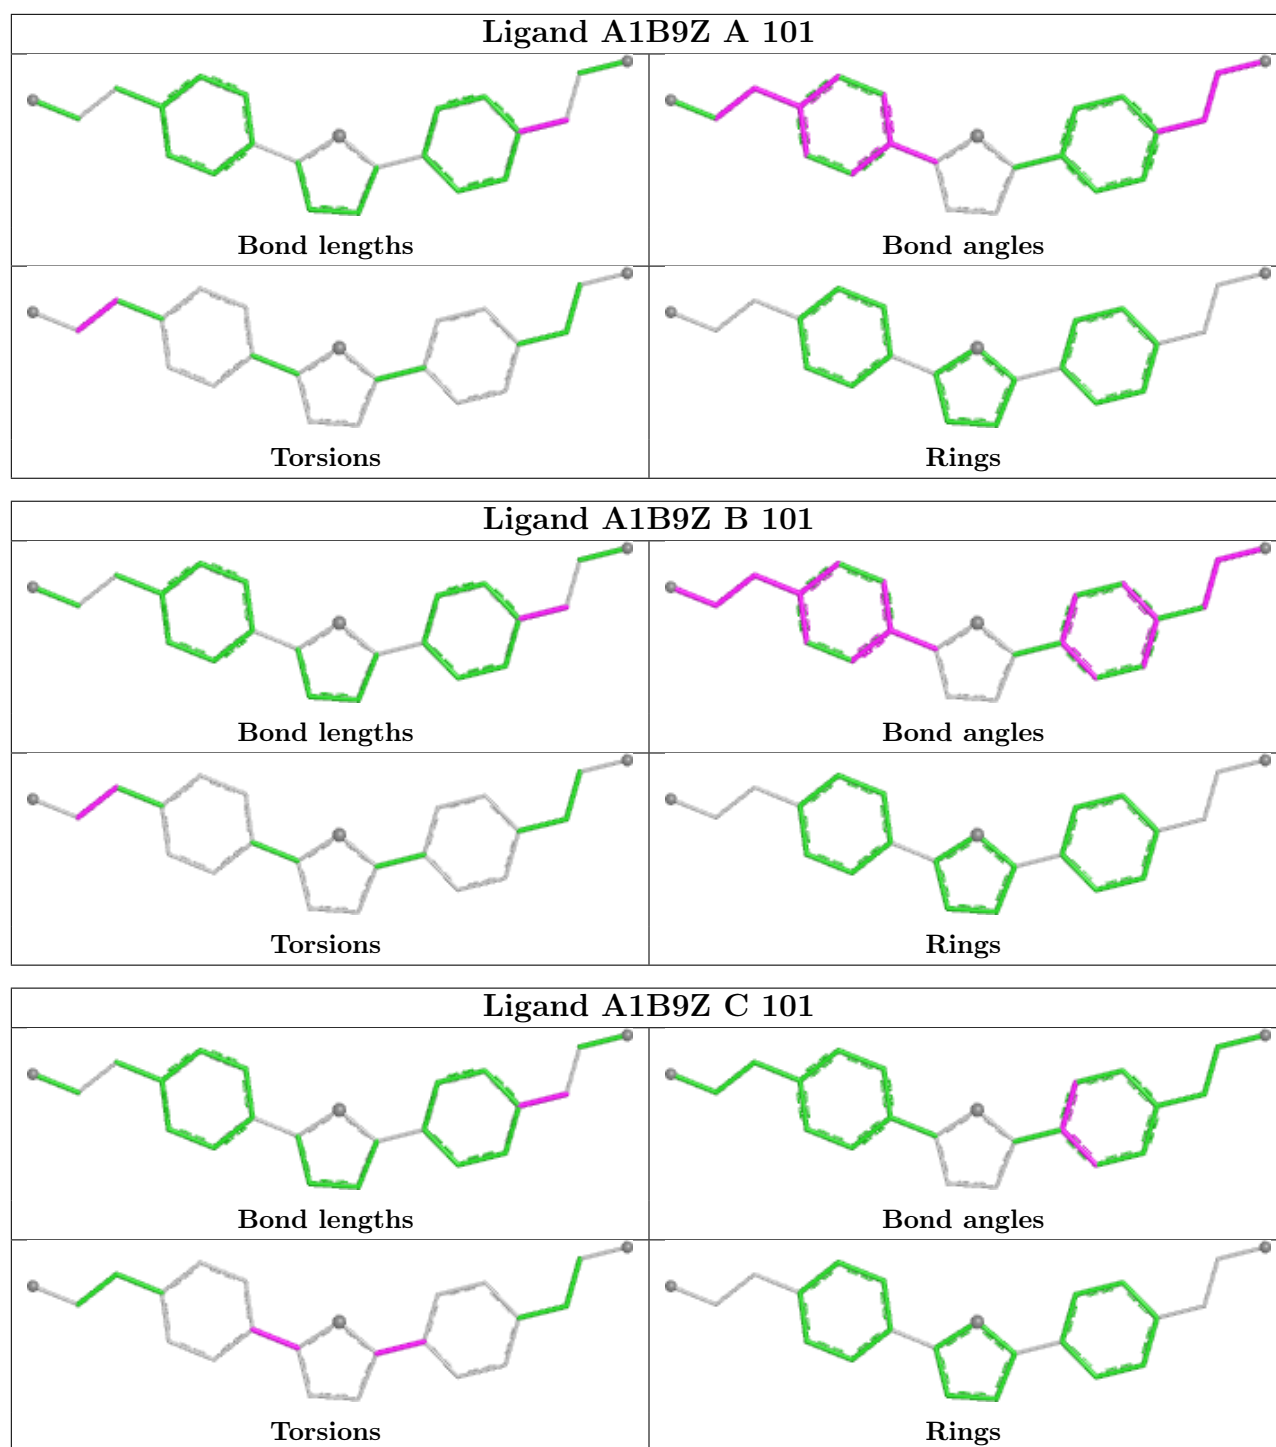 Ligand A1B9Z A 101
Bond lengths
Bond angles
Torsions
Rings
Ligand A1B9Z B 101
Bond lengths
Bond angles
Torsions
Rings
Ligand A1B9Z C 101
Bond lengths
Bond angles
Torsions
Rings